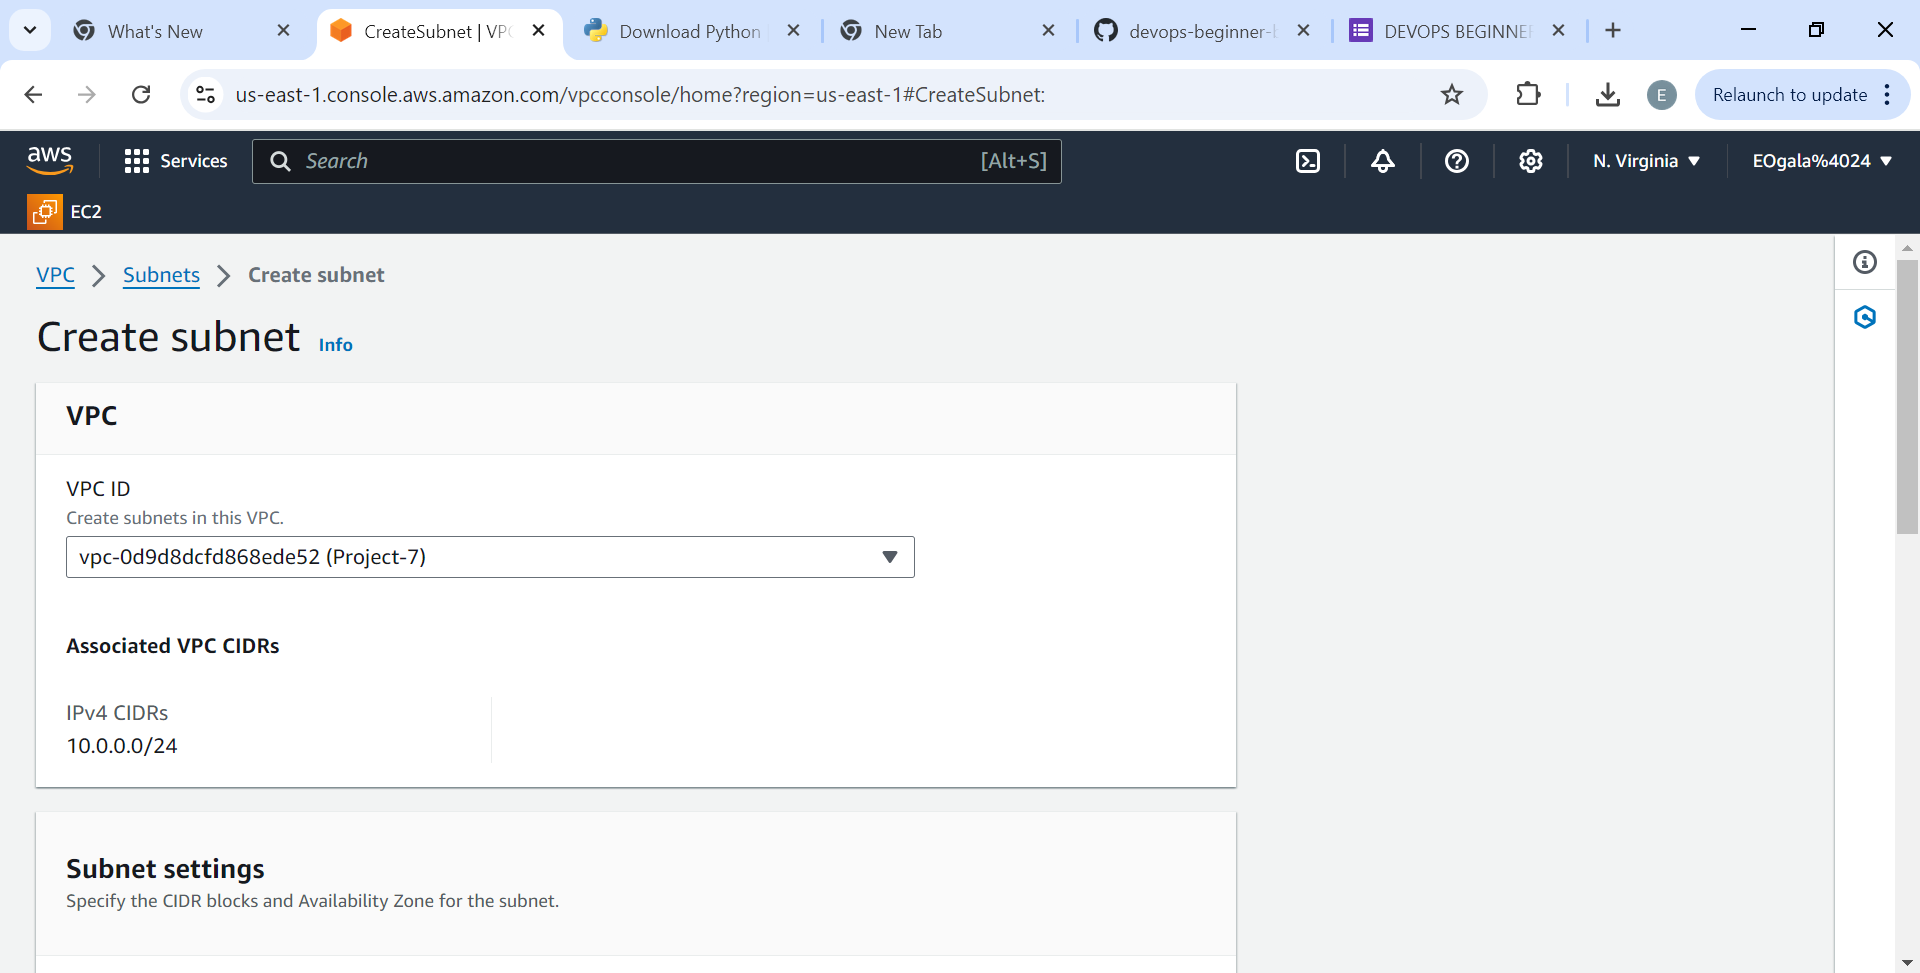 What's New
CreateSubnet | VPC
Download Python
New Tab
devops-beginner-b
DEVOPS BEGINNER
us-east-1.console.aws.amazon.com/vpcconsole/home?region=us-east-1#CreateSubnet:
E
Relaunch to update
aws
Services
Search
[Alt+S]
N. Virginia
EOgala%4024
EC2
VPC
Subnets
Create subnet
Create subnet Info
VPC
VPC ID
Create subnets in this VPC.
vpc-0d9d8dcfd868ede52 (Project-7)
Associated VPC CIDRs
IPv4 CIDRs
10.0.0.0/24
Subnet settings
Specify the CIDR blocks and Availability Zone for the subnet.